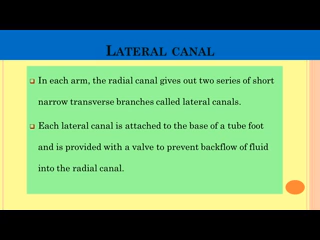 LATERAL CANAL
In each arm, the radial canal gives out two series of short
narrow transverse branches called lateral canals.
Each lateral canal is attached to the base of a tube foot
and is provided with a valve to prevent backflow of fluid
into the radial canal.